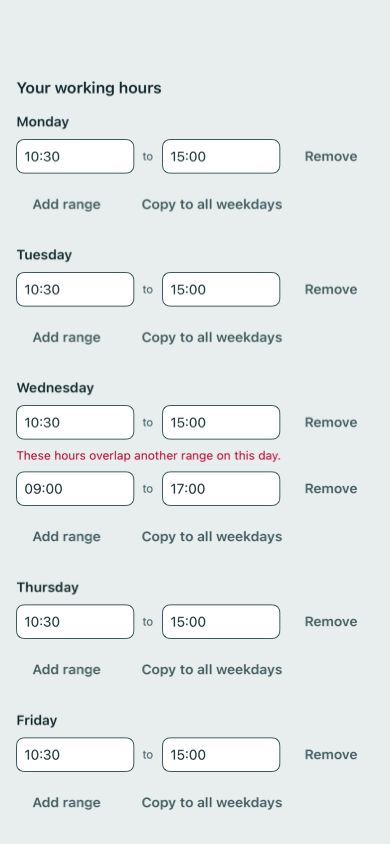 Your working hours
Monday
10:30 to 15:00 Remove
Add range Copy to all weekdays
Tuesday
10:30 to 15:00 Remove
Add range Copy to all weekdays
Wednesday
10:30 to 15:00 Remove
These hours overlap another range on this day.
09:00 to 17:00 Remove
Add range Copy to all weekdays
Thursday
10:30 to 15:00 Remove
Add range Copy to all weekdays
Friday
10:30 to 15:00 Remove
Add range Copy to all weekdays